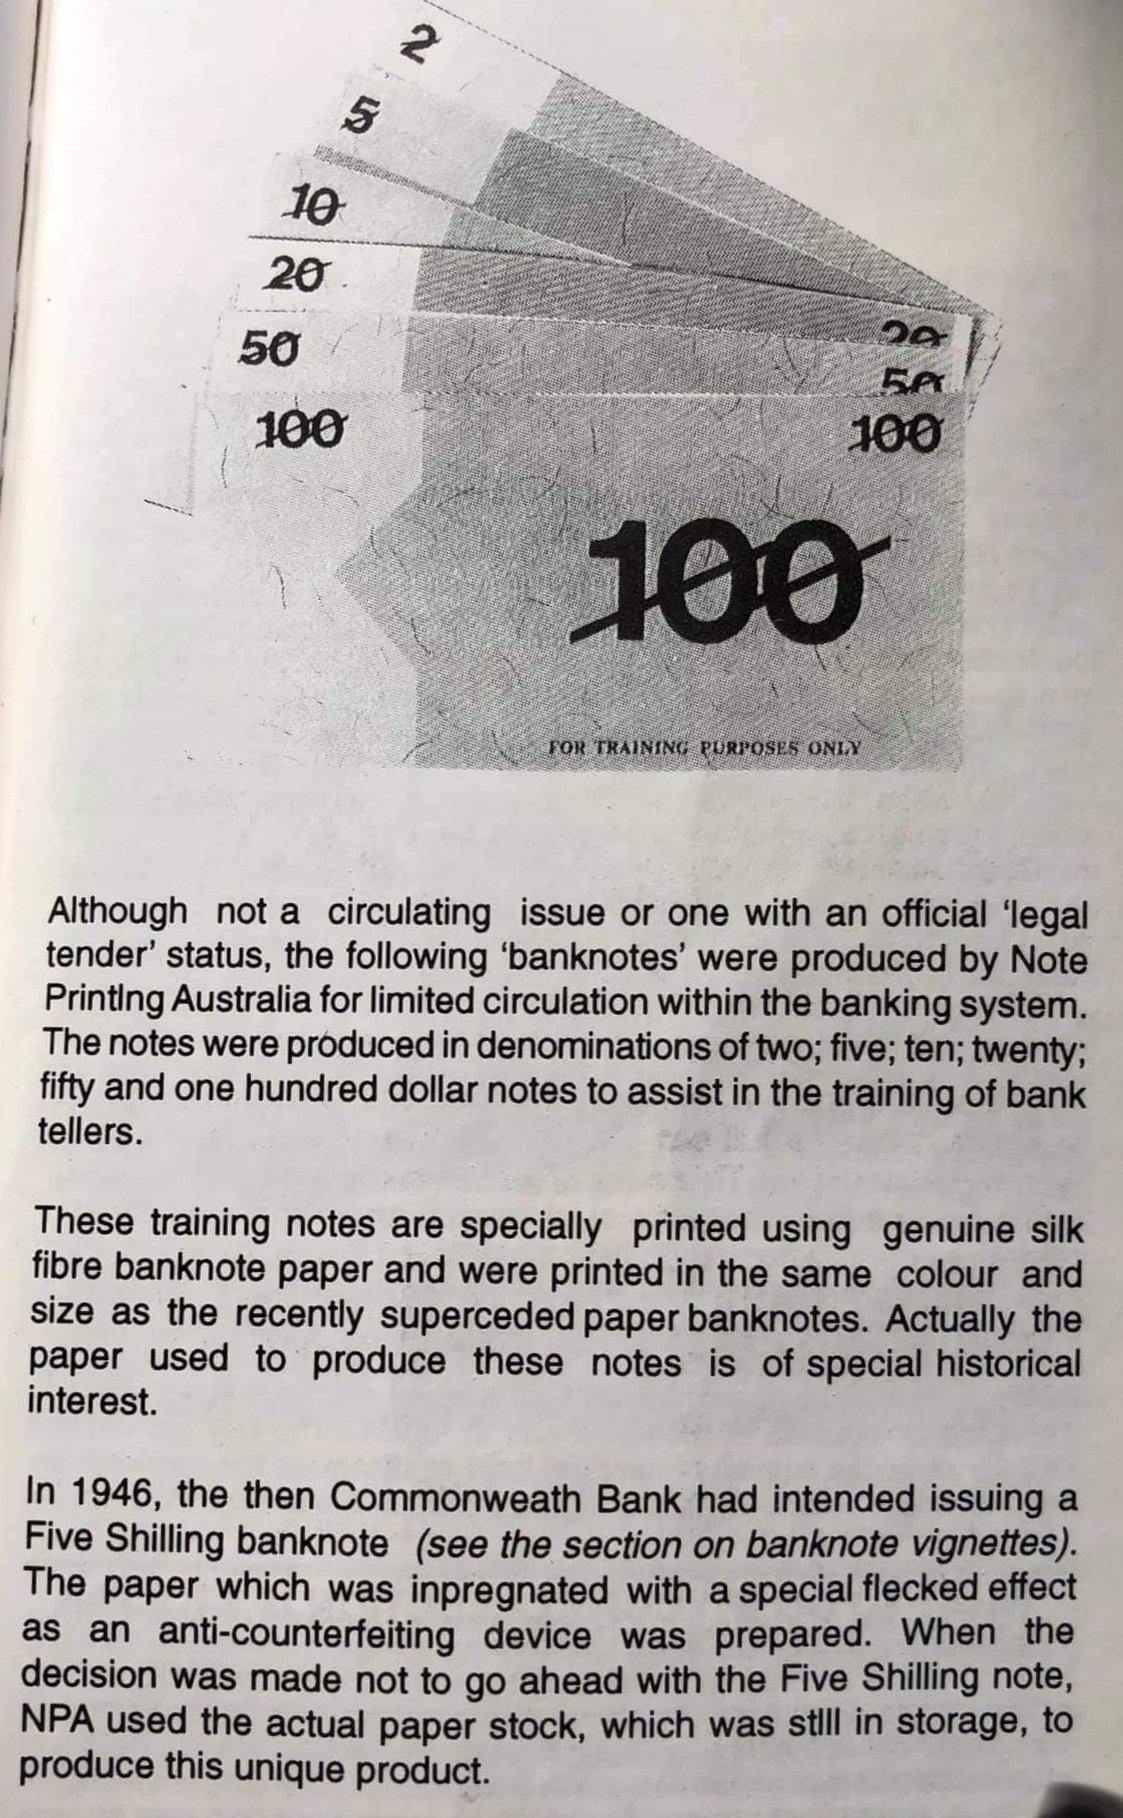 2
5
10
20
50
100
20
50
100
100
FOR TRAINING PURPOSES ONLY
Although not a circulating issue or one with an official ‘legal
tender’ status, the following ‘banknotes’ were produced by Note
PrintIng Australia for limited circulation within the banking system.
The notes were produced in denominations of two; five; ten; twenty;
fifty and one hundred dollar notes to assist in the training of bank
tellers.
These training notes are specially printed using genuine silk
fibre banknote paper and were printed in the same colour and
size as the recently superceded paper banknotes. Actually the
paper used to produce these notes is of special historical
interest.
In 1946, the then Commonweath Bank had intended issuing a
Five Shilling banknote (see the section on banknote vignettes).
The paper which was inpregnated with a special flecked effect
as an anti-counterfeiting device was prepared. When the
decision was made not to go ahead with the Five Shilling note,
NPA used the actual paper stock, which was stIll in storage, to
produce this unique product.